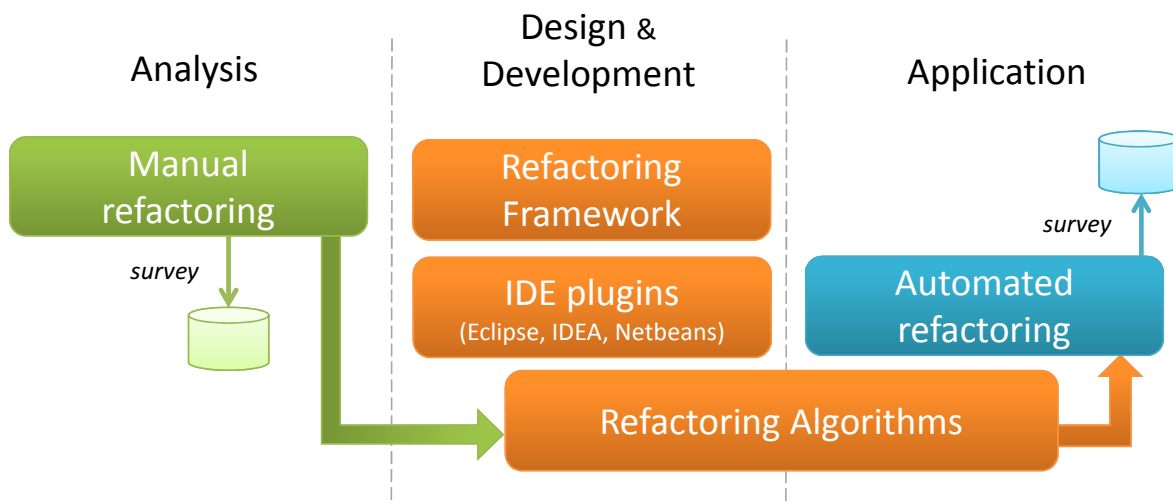 Analysis
Design &
Development
Application
Manual
refactoring
survey
Refactoring
Framework
IDE plugins
(Eclipse, IDEA, Netbeans)
Refactoring Algorithms
survey
Automated
refactoring